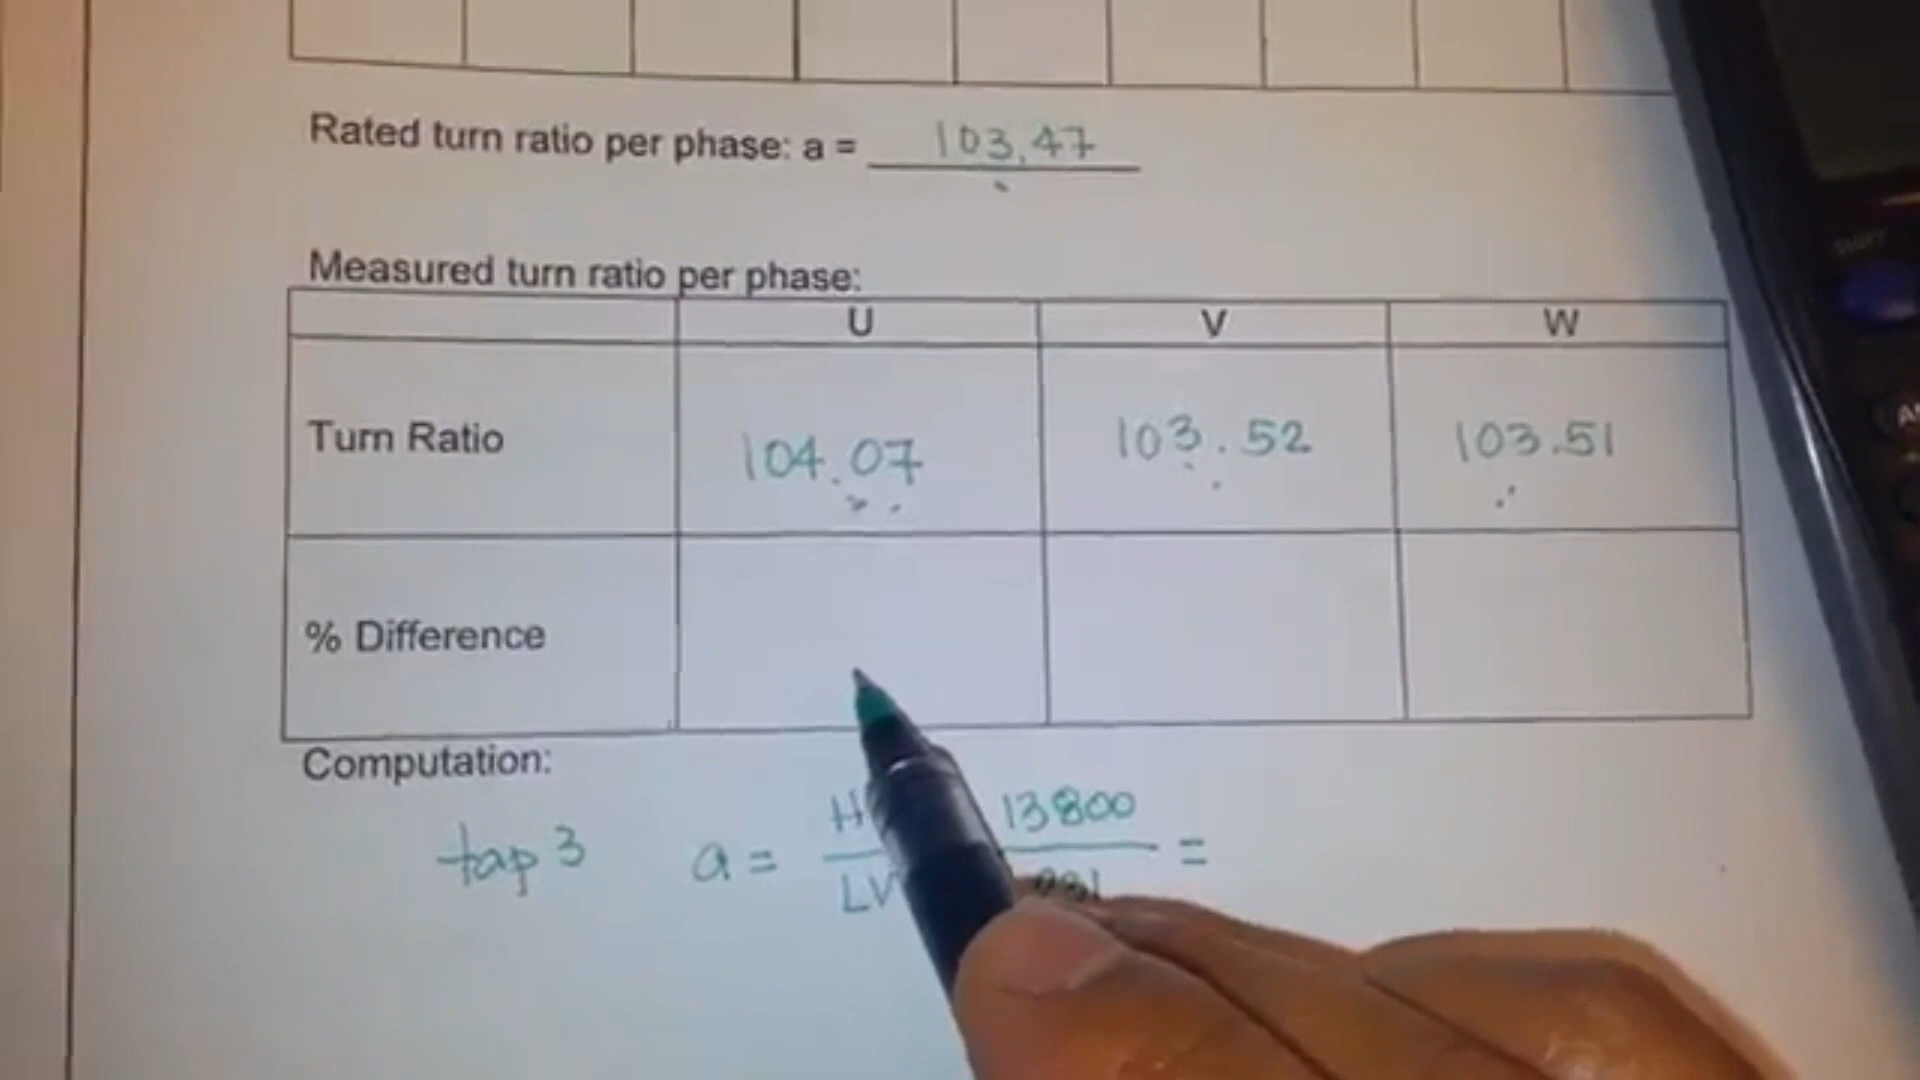 Rated turn ratio per phase: a = 103.47
Measured turn ratio per phase:
U V W
Turn Ratio 104.07 103.52 103.51
% Difference
Computation:
tap 3 a = 13800 =
LV